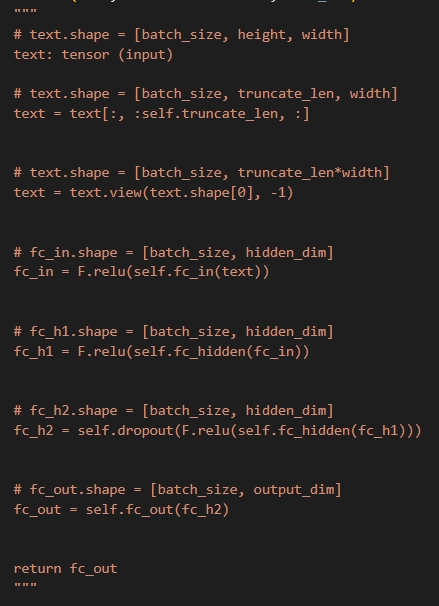 """
# text.shape = [batch_size, height, width]
text: tensor (input)
# text.shape = [batch_size, truncate_len, width]
text = text[:, :self.truncate_len, :]
# text.shape = [batch_size, truncate_len*width]
text = text.view(text.shape[0], -1)
# fc_in.shape = [batch_size, hidden_dim]
fc_in = F.relu(self.fc_in(text))
# fc_h1.shape = [batch_size, hidden_dim]
fc_h1 = F.relu(self.fc_hidden(fc_in))
# fc_h2.shape = [batch_size, hidden_dim]
fc_h2 = self.dropout(F.relu(self.fc_hidden(fc_h1)))
# fc_out.shape = [batch_size, output_dim]
fc_out = self.fc_out(fc_h2)
return fc_out
"""